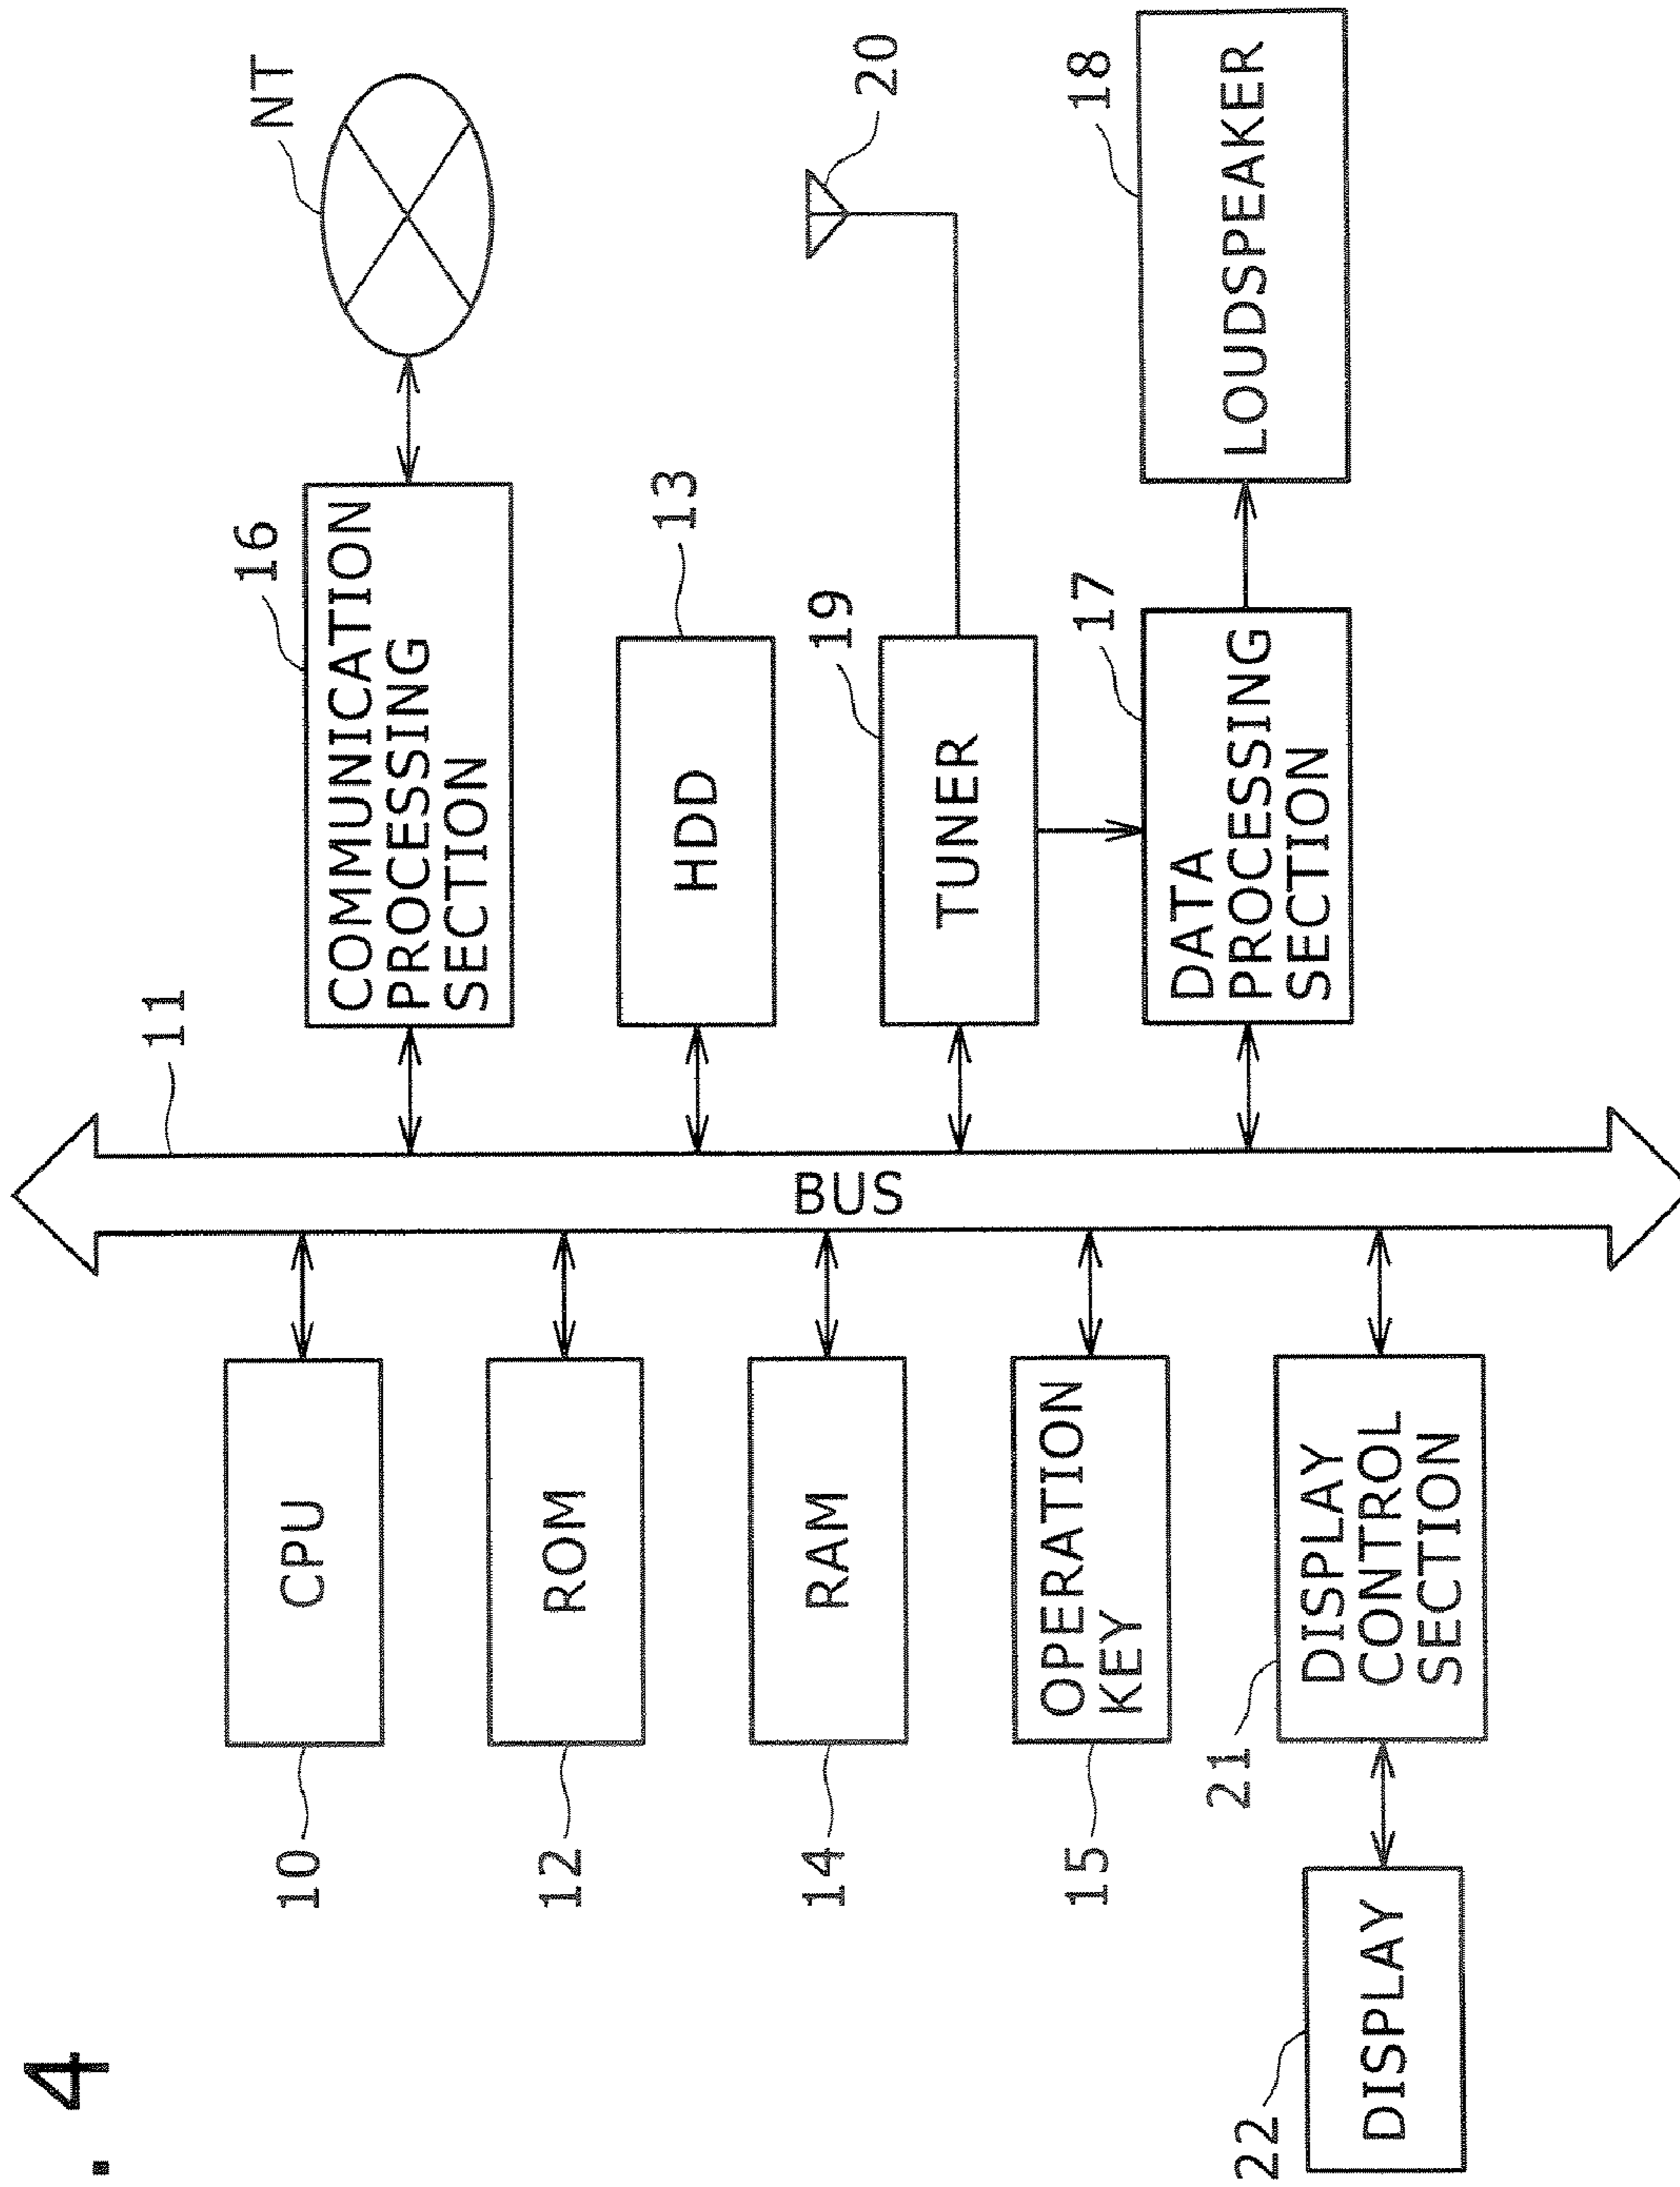 . 4
10
CPU
12
ROM
14
RAM
15
OPERATION
KEY
21
DISPLAY
CONTROL
SECTION
22
DISPLAY
11
BUS
16
COMMUNICATION
PROCESSING
SECTION
NT
13
HDD
19
TUNER
20
17
DATA
PROCESSING
SECTION
18
LOUDSPEAKER